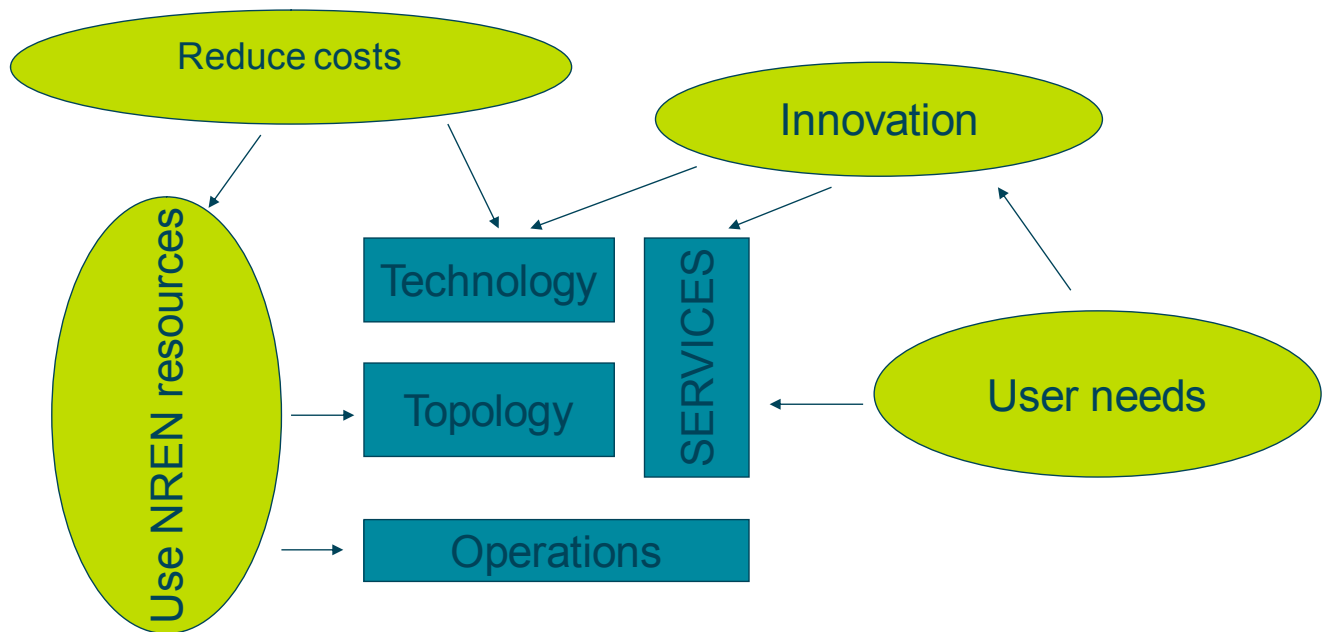 Reduce costs
Innovation
Use NREN resources
Technology
SERVICES
Topology
User needs
Operations